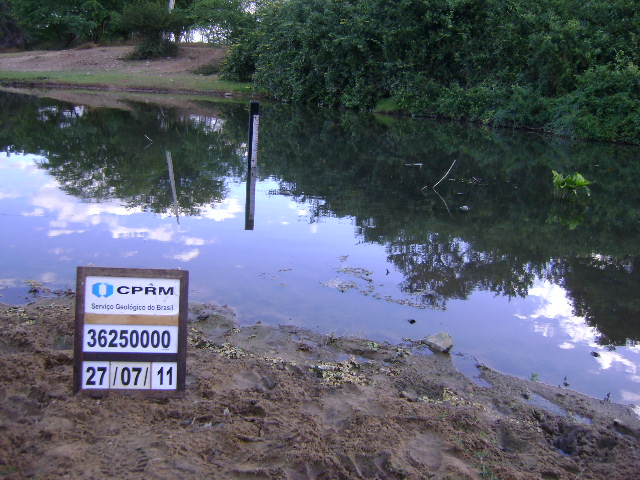 CPRM
Serviço Geológico do Brasil
36250000
27/07/11